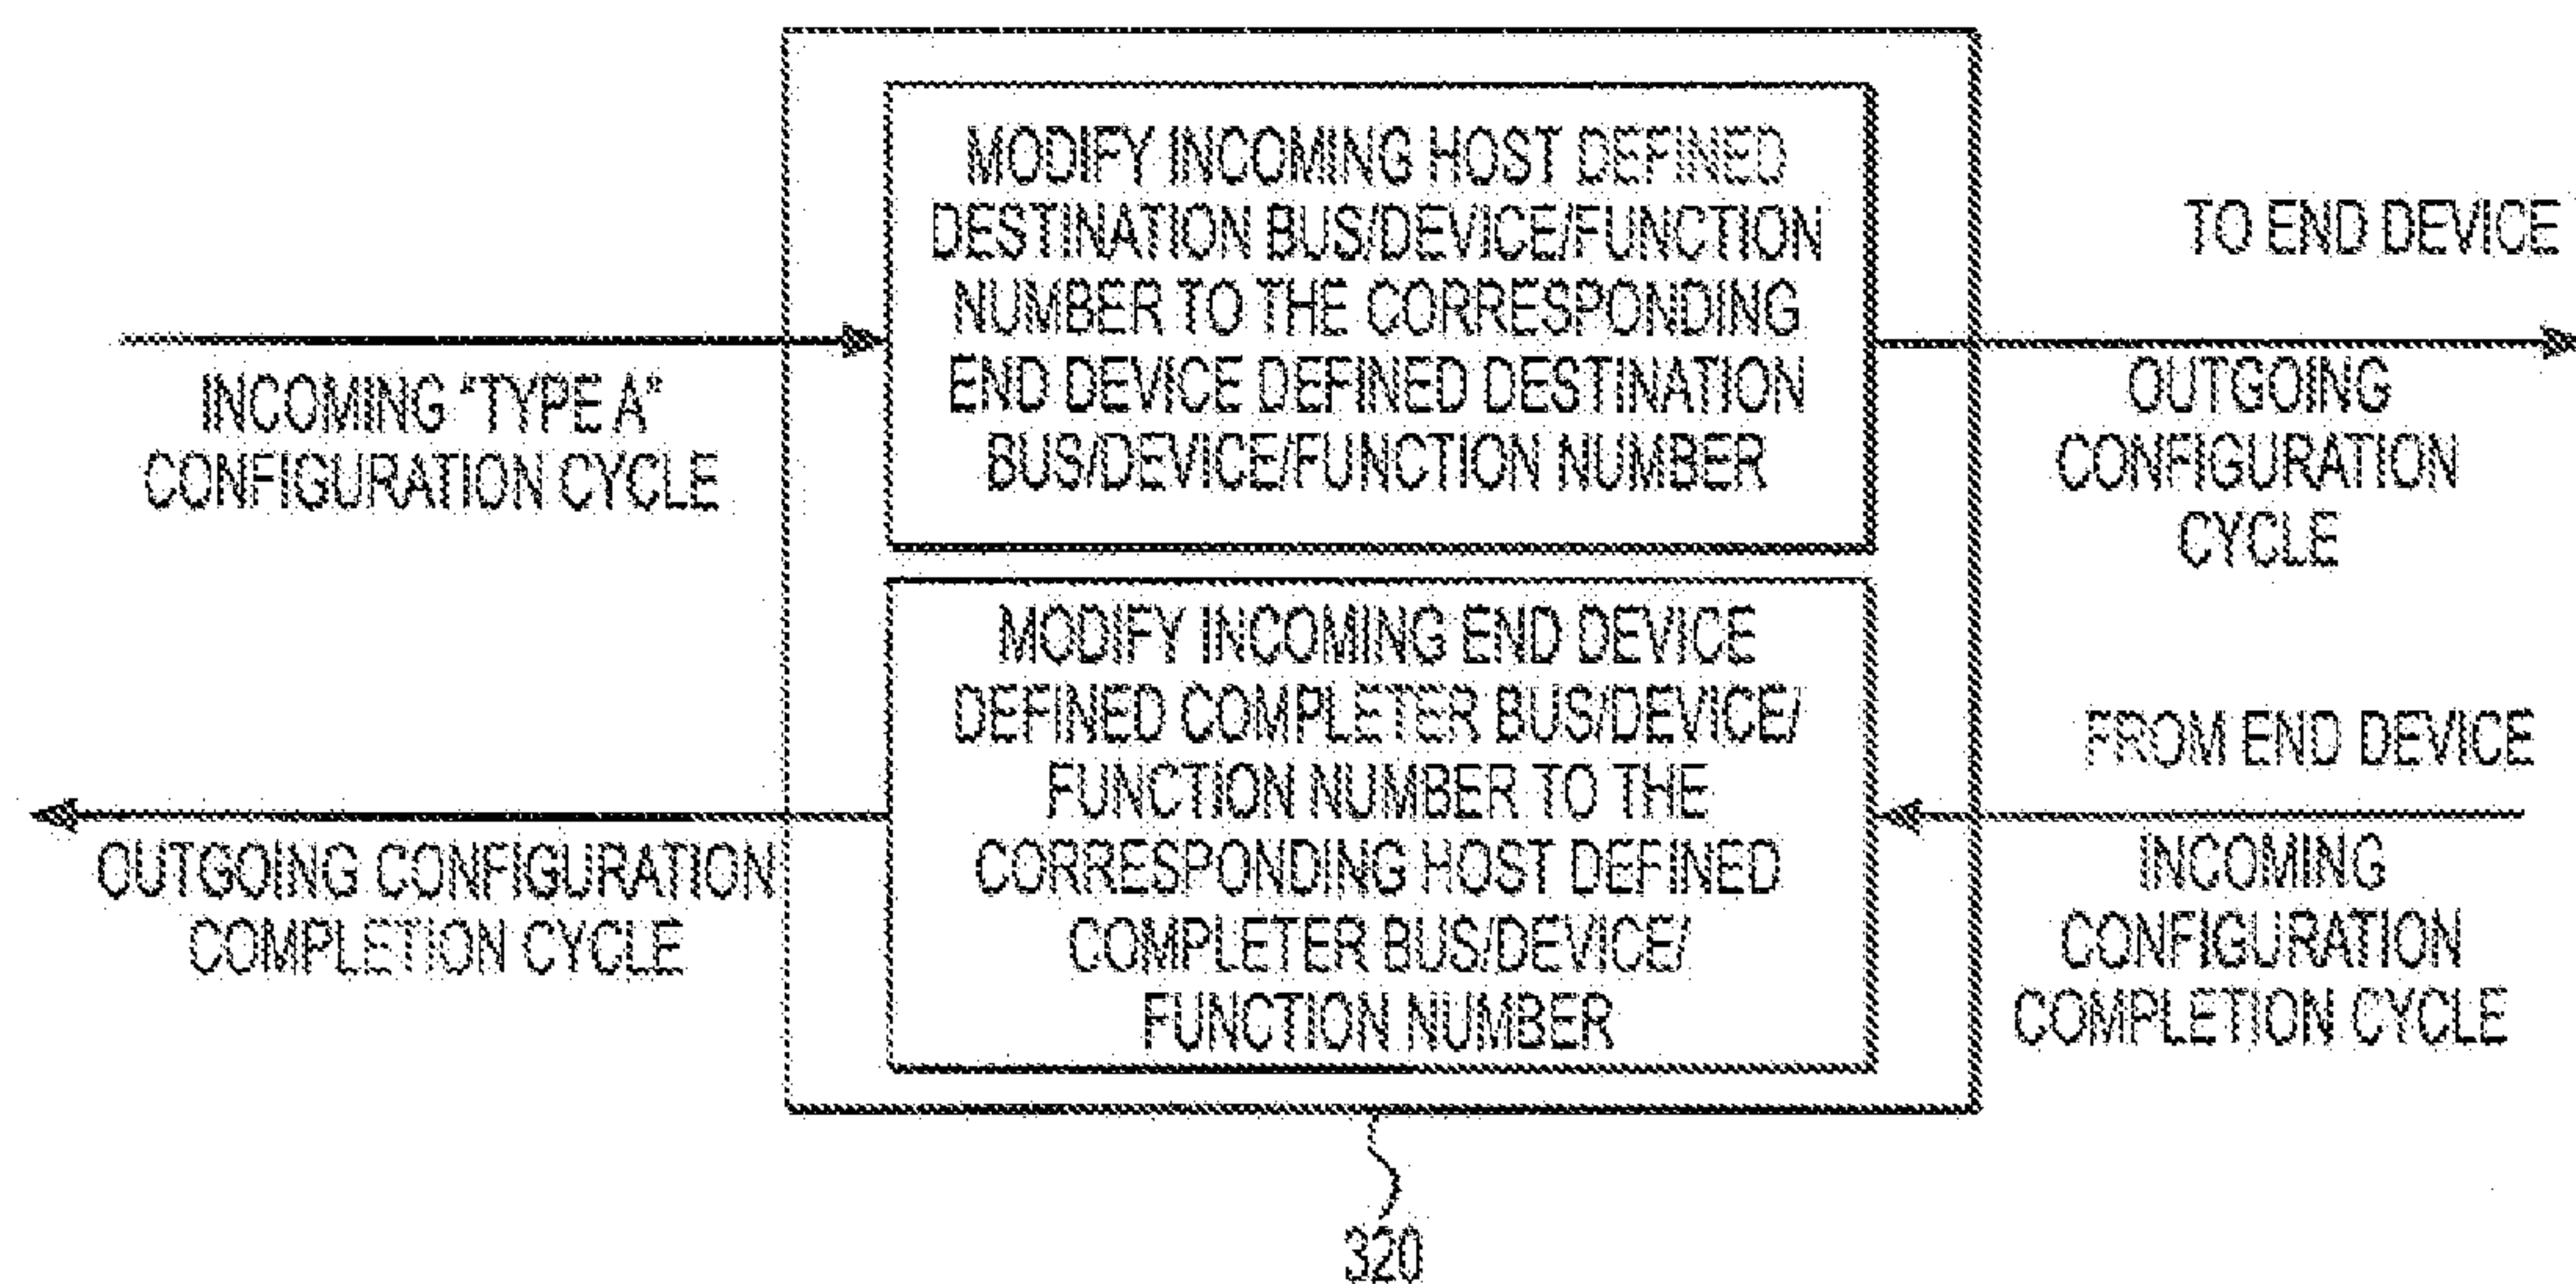 MODIFY INCOMING HOST DEFINED
DESTINATION BUS/DEVICE/FUNCTION
NUMBER TO THE CORRESPONDING
END DEVICE DEFINED DESTINATION
BUS/DEVICE/FUNCTION NUMBER
TO END DEVICE
INCOMING "TYPE A"
CONFIGURATION CYCLE
OUTGOING
CONFIGURATION
CYCLE
MODIFY INCOMING END DEVICE
DEFINED COMPLETER BUS/DEVICE/
FUNCTION NUMBER TO THE
CORRESPONDING HOST DEFINED
COMPLETER BUS/DEVICE/
FUNCTION NUMBER
FROM END DEVICE
OUTGOING CONFIGURATION
COMPLETION CYCLE
INCOMING
CONFIGURATION
COMPLETION CYCLE
320